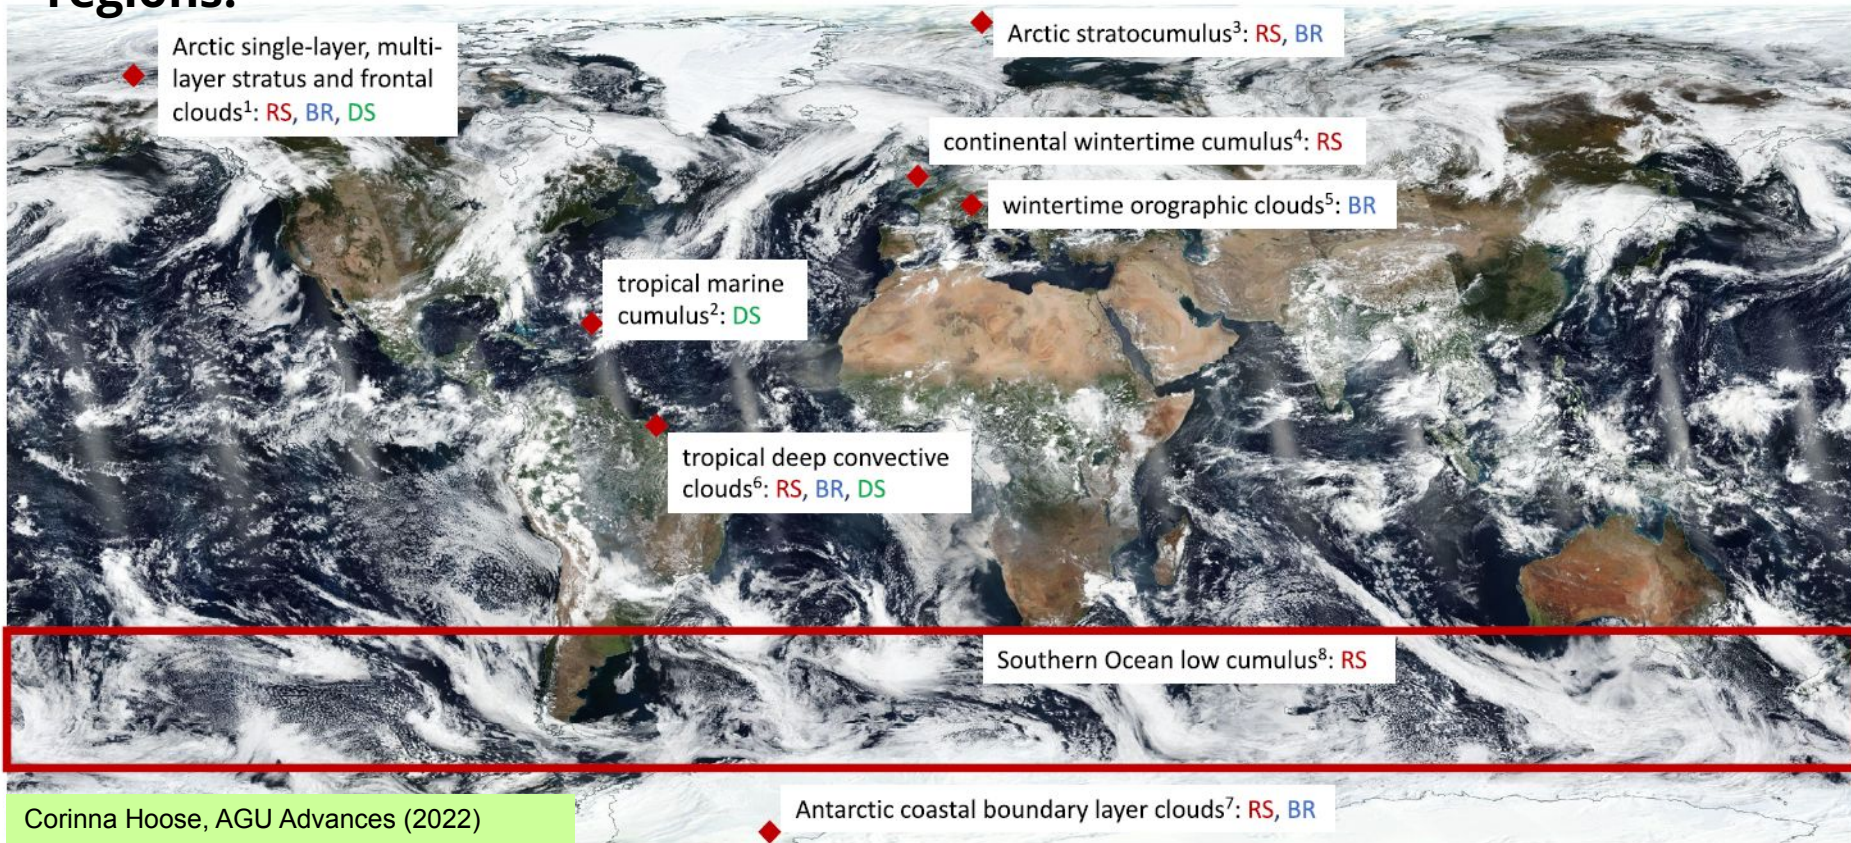 regions:
Arctic single-layer, multi-
layer stratus and frontal
clouds¹: RS, BR, DS
Arctic stratocumulus³: RS, BR
continental wintertime cumulus⁴: RS
wintertime orographic clouds⁵: BR
tropical marine
cumulus²: DS
tropical deep convective
clouds⁶: RS, BR, DS
Southern Ocean low cumulus⁸: RS
Antarctic coastal boundary layer clouds⁷: RS, BR
Corinna Hoose, AGU Advances (2022)